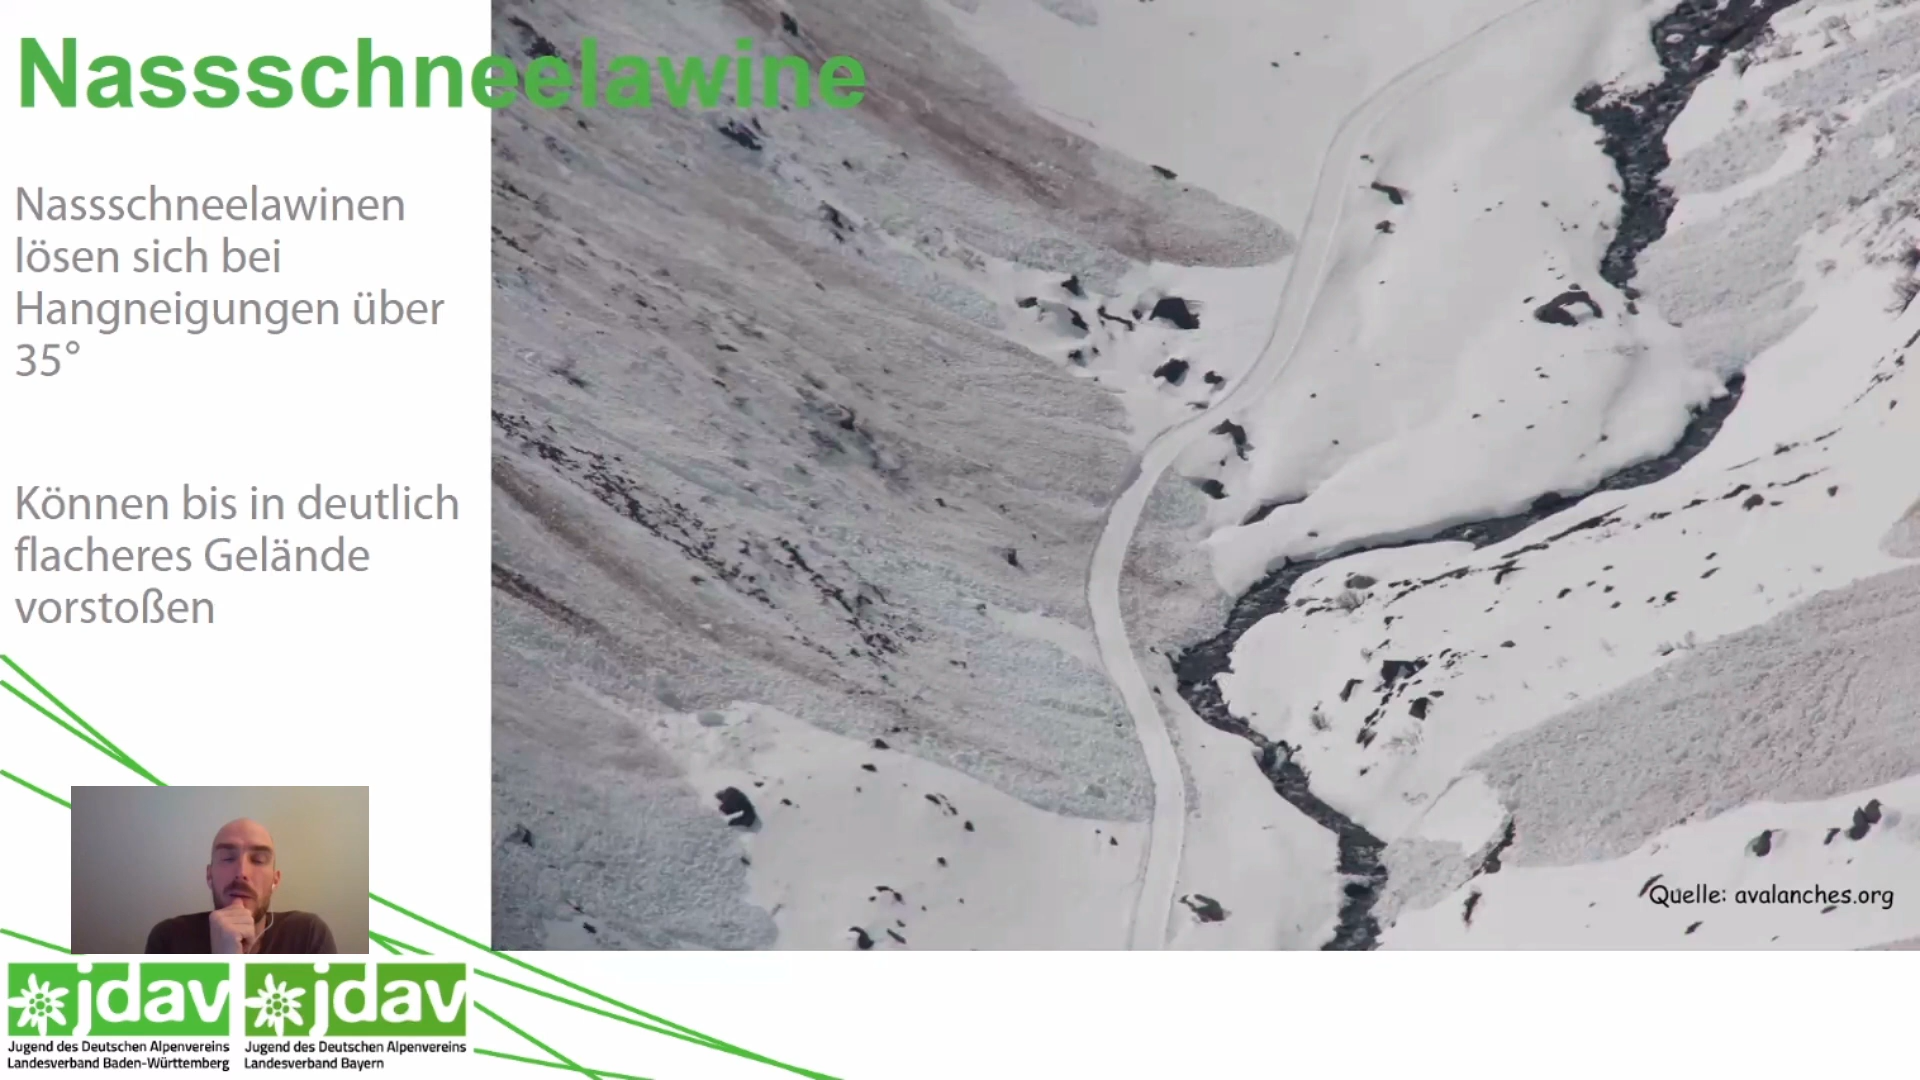 Nassschneelawine
Nassschneelawinen
lösen sich bei
Hangneigungen über
35°
Können bis in deutlich
flacheres Gelände
vorstoßen
Quelle: avalanches.org
jdav
Jugend des Deutschen Alpenvereins
Landesverband Baden-Württemberg
jdav
Jugend des Deutschen Alpenvereins
Landesverband Bayern